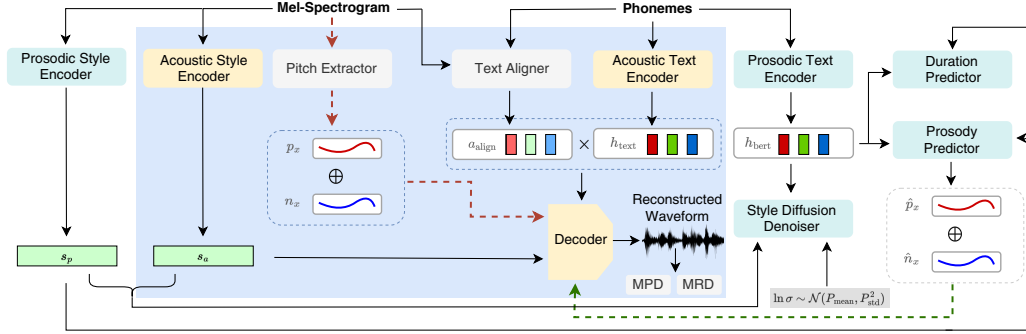 Mel-Spectrogram
Phonemes
Prosodic Style
Encoder
Acoustic Style
Encoder
Pitch Extractor
Text Aligner
Acoustic Text
Encoder
Prosodic Text
Encoder
Duration
Predictor
p_x
⊕
n_x
a_align
×
h_text
h_bert
Prosody
Predictor
Decoder
Reconstructed
Waveform
MPD
MRD
Style Diffusion
Denoiser
p̂_x
⊕
n̂_x
s_p
s_a
ln σ ∼ 𝒩(P_mean, P²_std)